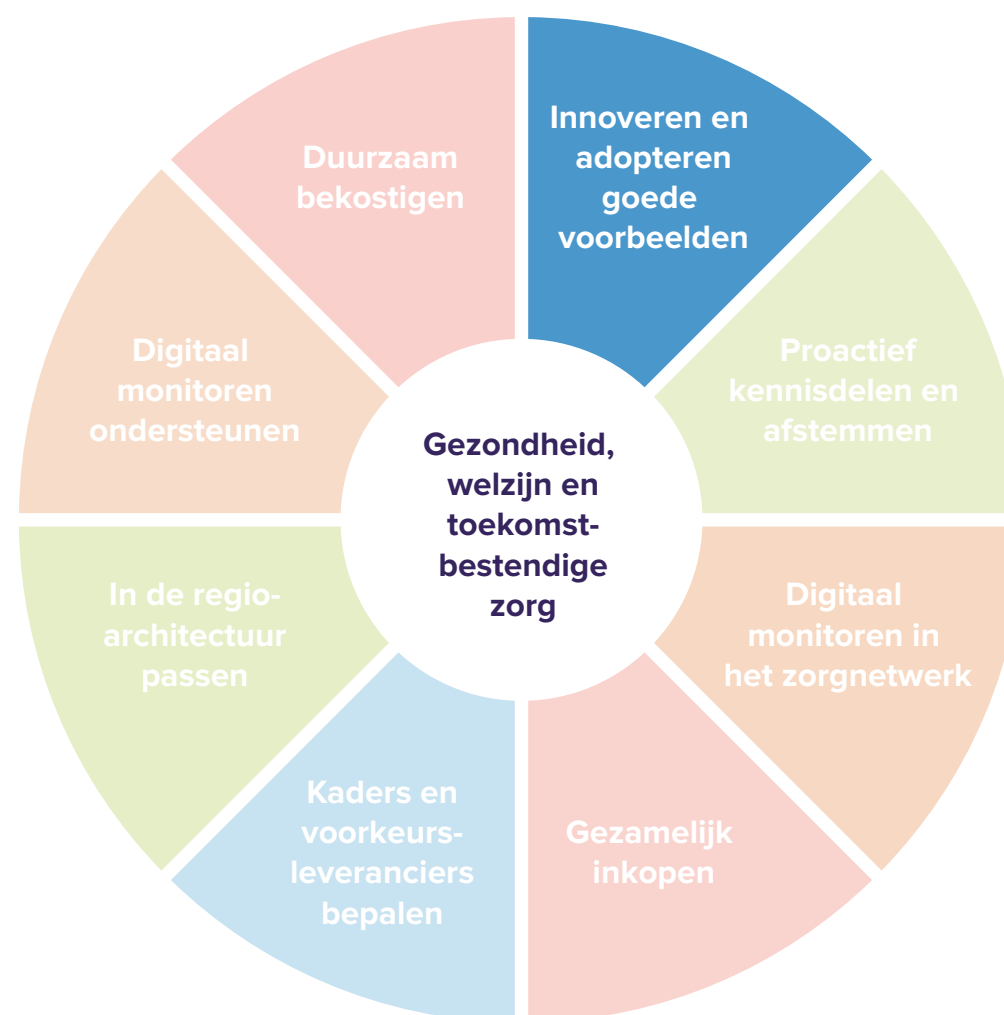 Innoveren en
adopteren
goede
voorbeelden
Proactief
kennisdelen en
afstemmen
Digitaal
monitoren in
het zorgnetwerk
Gezamelijk
inkopen
Kaders en
voorkeurs-
leveranciers
bepalen
In de regio-
architectuur
passen
Digitaal
monitoren
ondersteunen
Duurzaam
bekostigen
Gezondheid,
welzijn en
toekomst-
bestendige
zorg